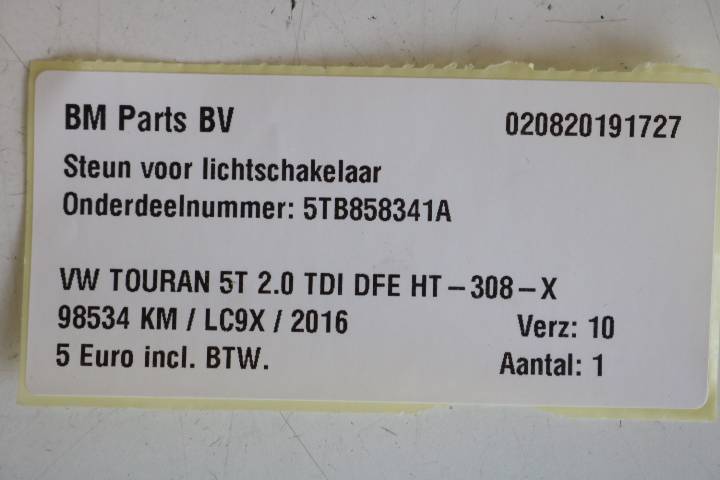 BM Parts BV 020820191727
Steun voor lichtschakelaar
Onderdeelnummer: 5TB858341A
VW TOURAN 5T 2.0 TDI DFE HT-308-X
98534 KM / LC9X / 2016 Verz: 10
5 Euro incl. BTW. Aantal: 1